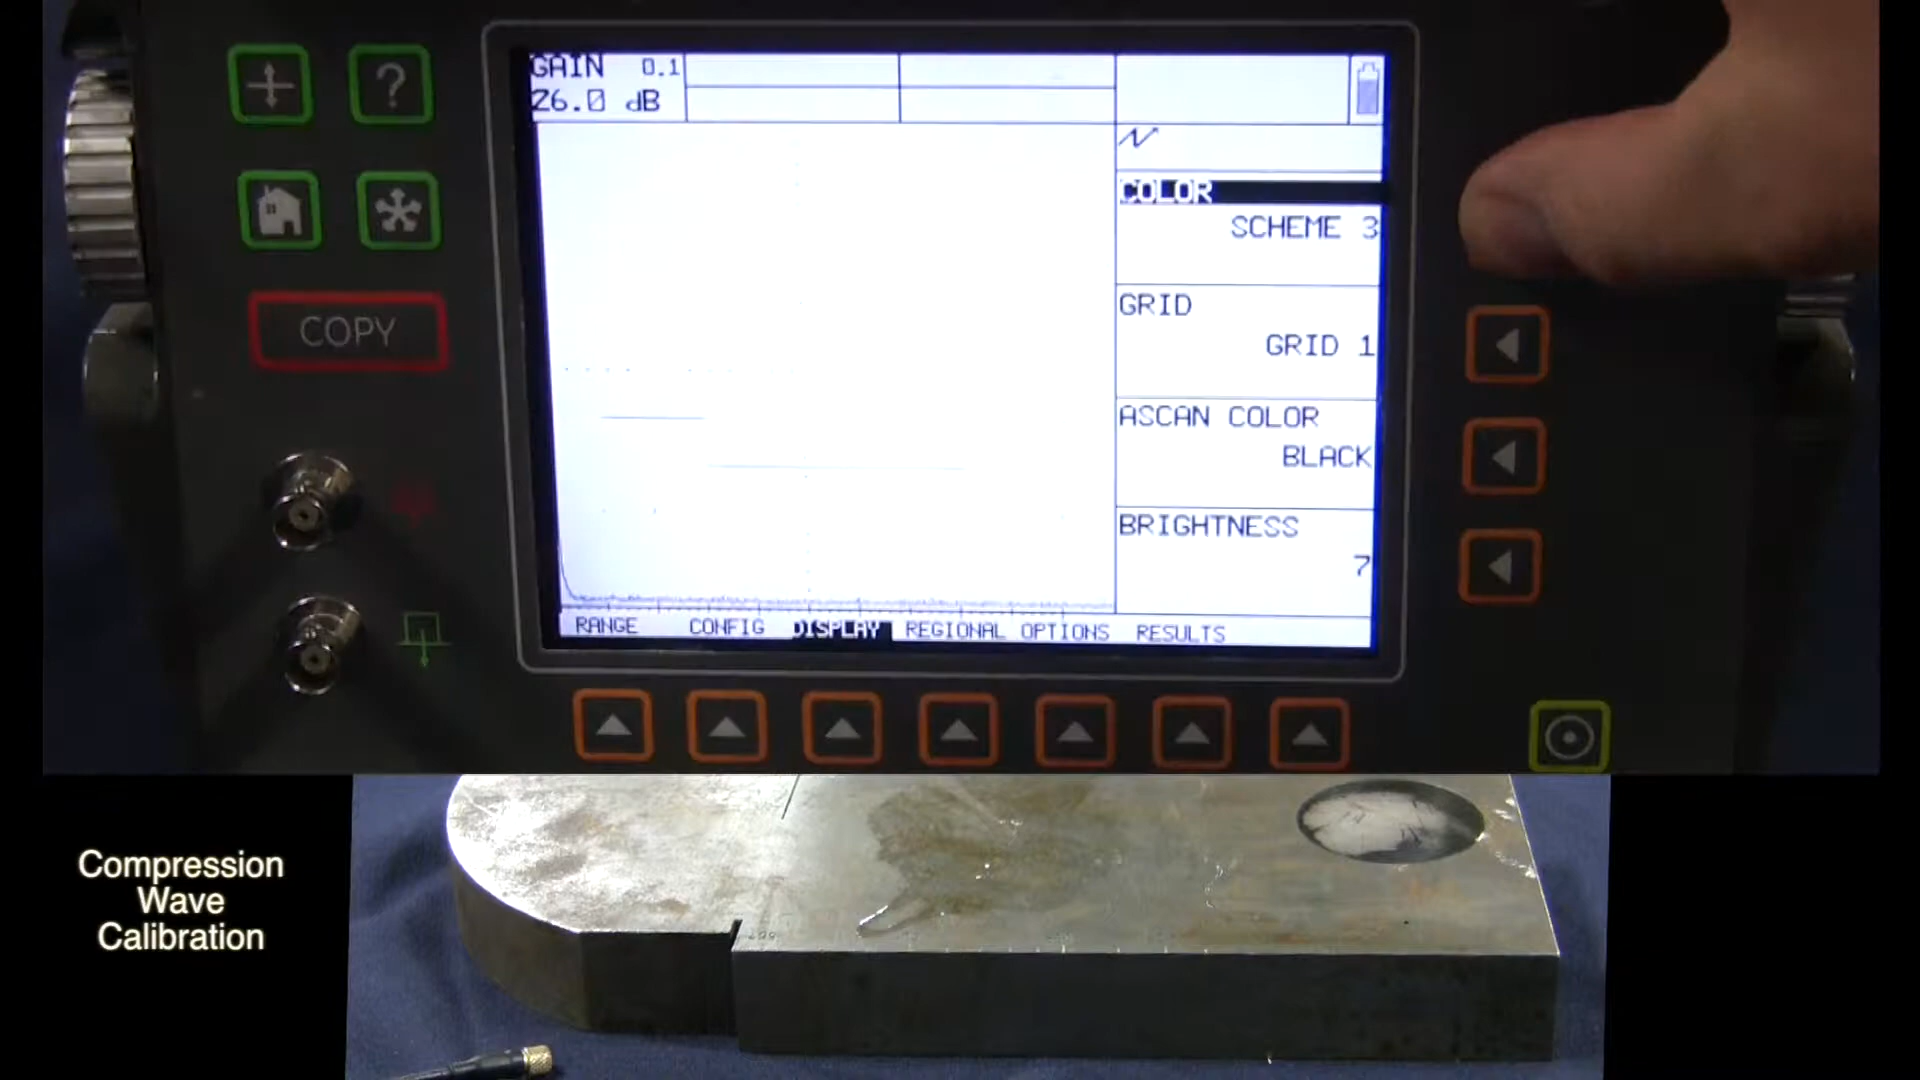 GAIN 0.1
26.0 dB
?
COPY
COLOR
SCHEME 3
GRID
GRID 1
ASCAN COLOR
BLACK
BRIGHTNESS
7
RANGE CONFIG DISPLAY REGIONAL OPTIONS RESULTS
Compression
Wave
Calibration